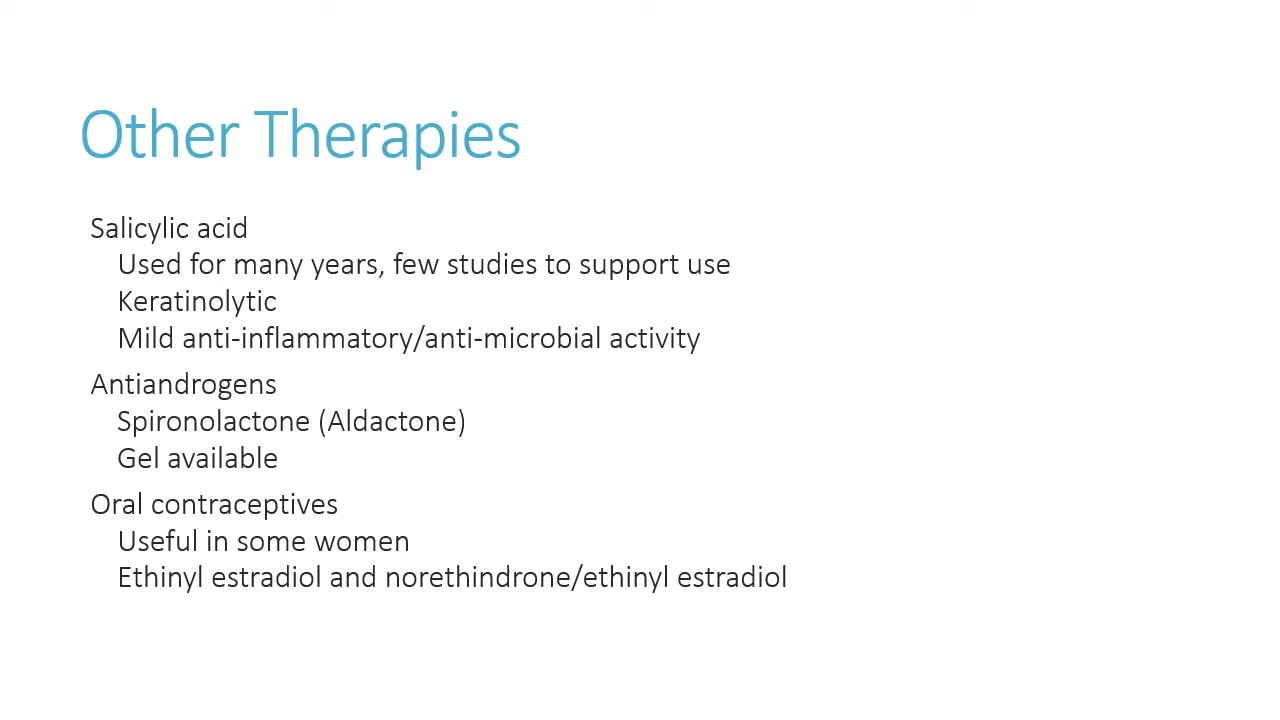 Other Therapies
Salicylic acid
Used for many years, few studies to support use
Keratinolytic
Mild anti-inflammatory/anti-microbial activity
Antiandrogens
Spironolactone (Aldactone)
Gel available
Oral contraceptives
Useful in some women
Ethinyl estradiol and norethindrone/ethinyl estradiol